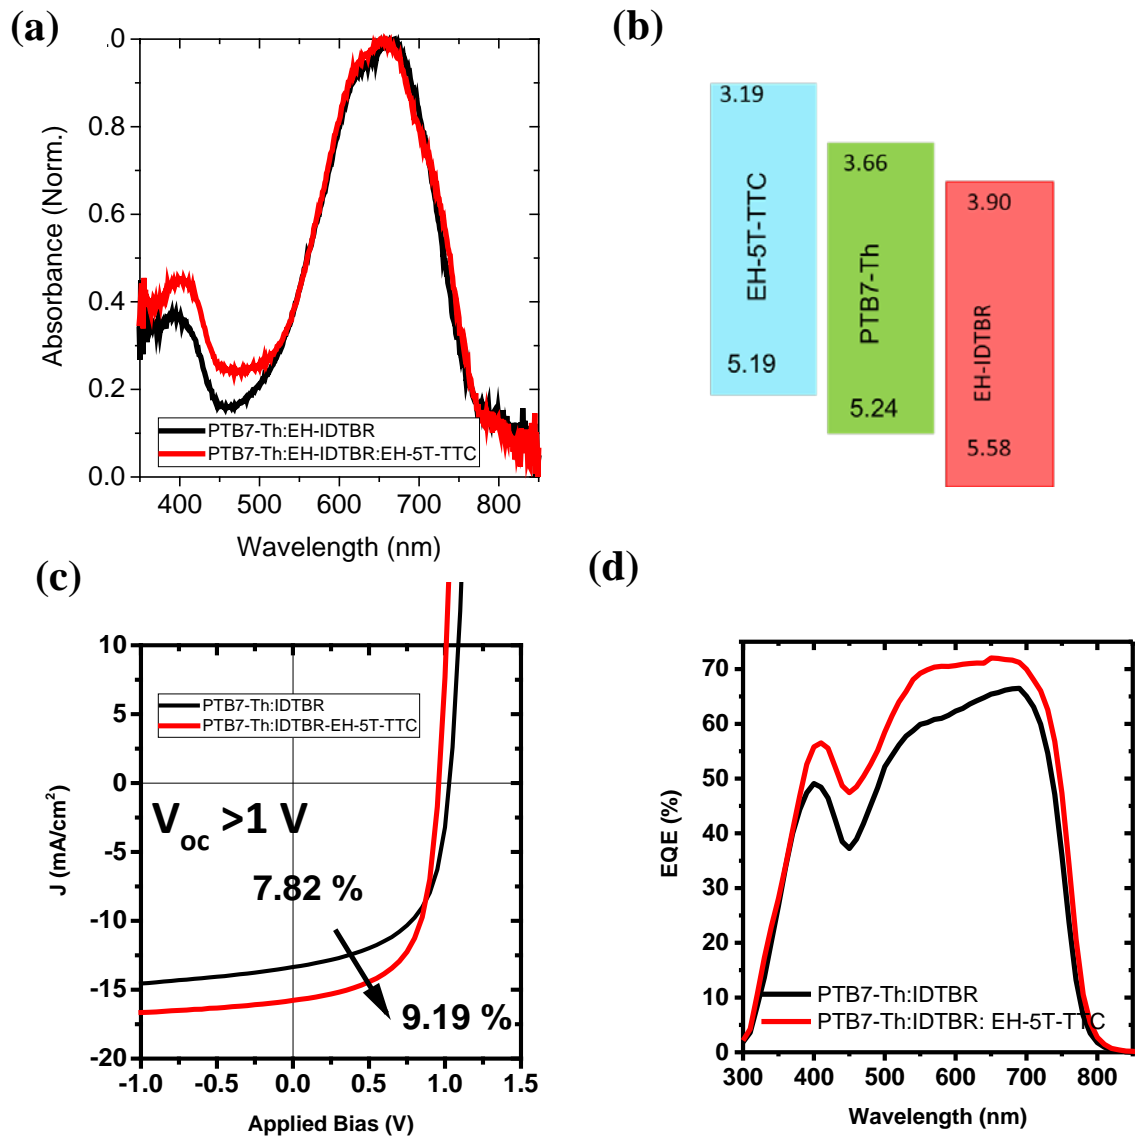 (a)
.0
0.8
0.6
0.4
0.2
0.0
Absorbance (Norm.)
PTB7-Th:EH-IDTBR
PTB7-Th:EH-IDTBR:EH-5T-TTC
400 500 600 700 800
Wavelength (nm)
(b)
3.19
EH-5T-TTC
5.19
3.66
PTB7-Th
5.24
3.90
EH-IDTBR
5.58
(c)
10
5
0
-5
-10
-15
-20
J (mA/cm²)
PTB7-Th:IDTBR
PTB7-Th:IDTBR-EH-5T-TTC
Voc >1 V
7.82 %
9.19 %
-1.0 -0.5 0.0 0.5 1.0 1.5
Applied Bias (V)
(d)
70
60
50
40
30
20
10
0
EQE (%)
PTB7-Th:IDTBR
PTB7-Th:IDTBR: EH-5T-TTC
300 400 500 600 700 800
Wavelength (nm)